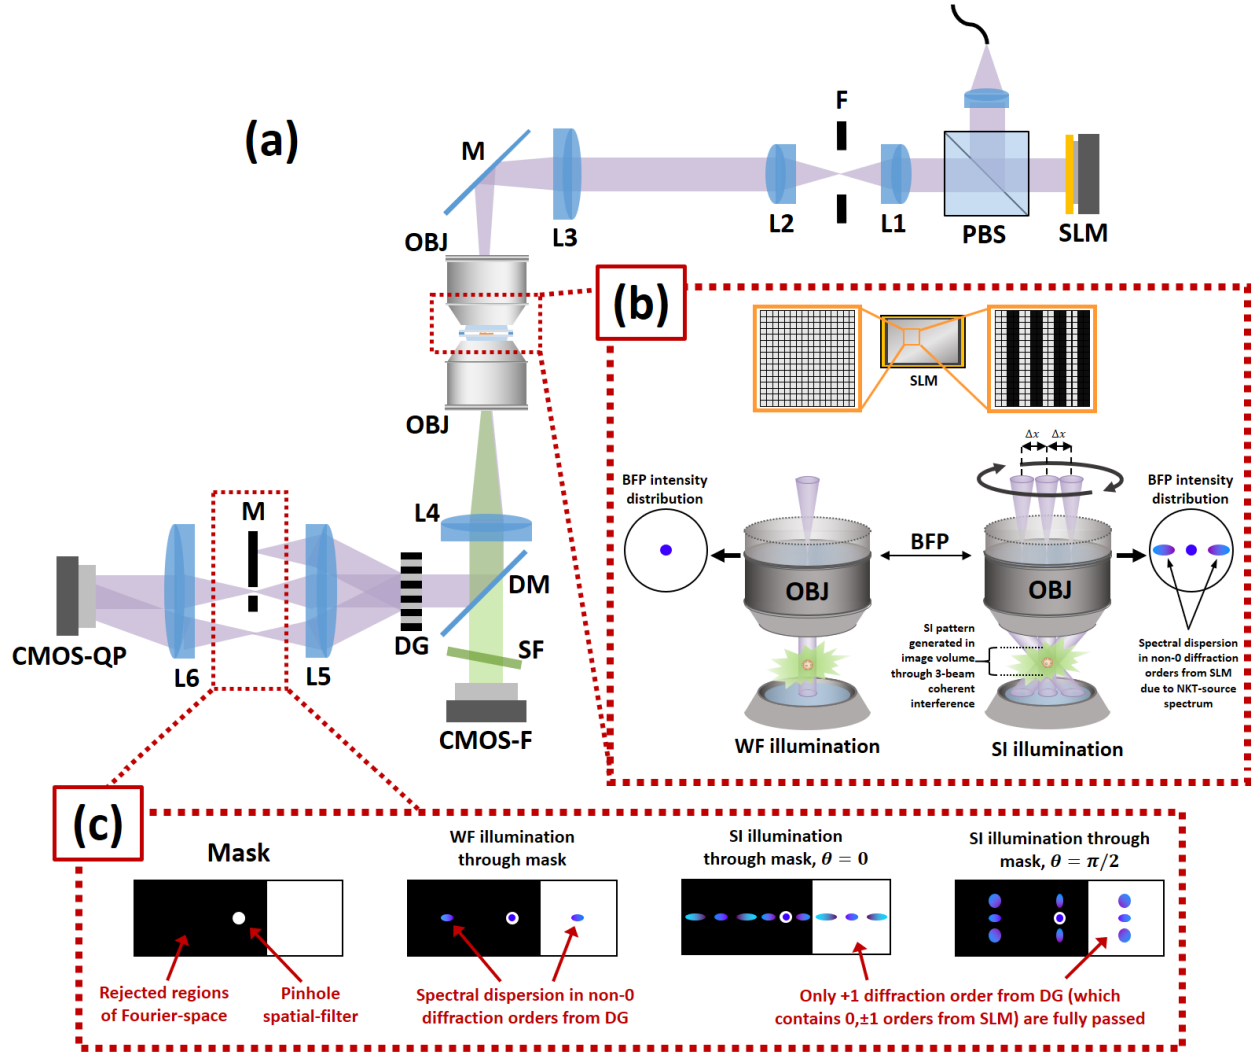 (a)
F
M
L3
L2
L1
PBS
SLM
OBJ
OBJ
L4
M
DM
DG
SF
L6
L5
CMOS-QP
CMOS-F
(b)
SLM
Δx Δx
BFP intensity
distribution
BFP
BFP intensity
distribution
OBJ
OBJ
SI pattern
generated in
image volume
through 3-beam
coherent
interference
Spectral dispersion
in non-0 diffraction
orders from SLM
due to NKT-source
spectrum
WF illumination
SI illumination
(c)
Mask
WF illumination
through mask
SI illumination
through mask, θ = 0
SI illumination through
mask, θ = π/2
Rejected regions
of Fourier-space
Pinhole
spatial-filter
Spectral dispersion in non-0
diffraction orders from DG
Only +1 diffraction order from DG (which
contains 0,±1 orders from SLM) are fully passed